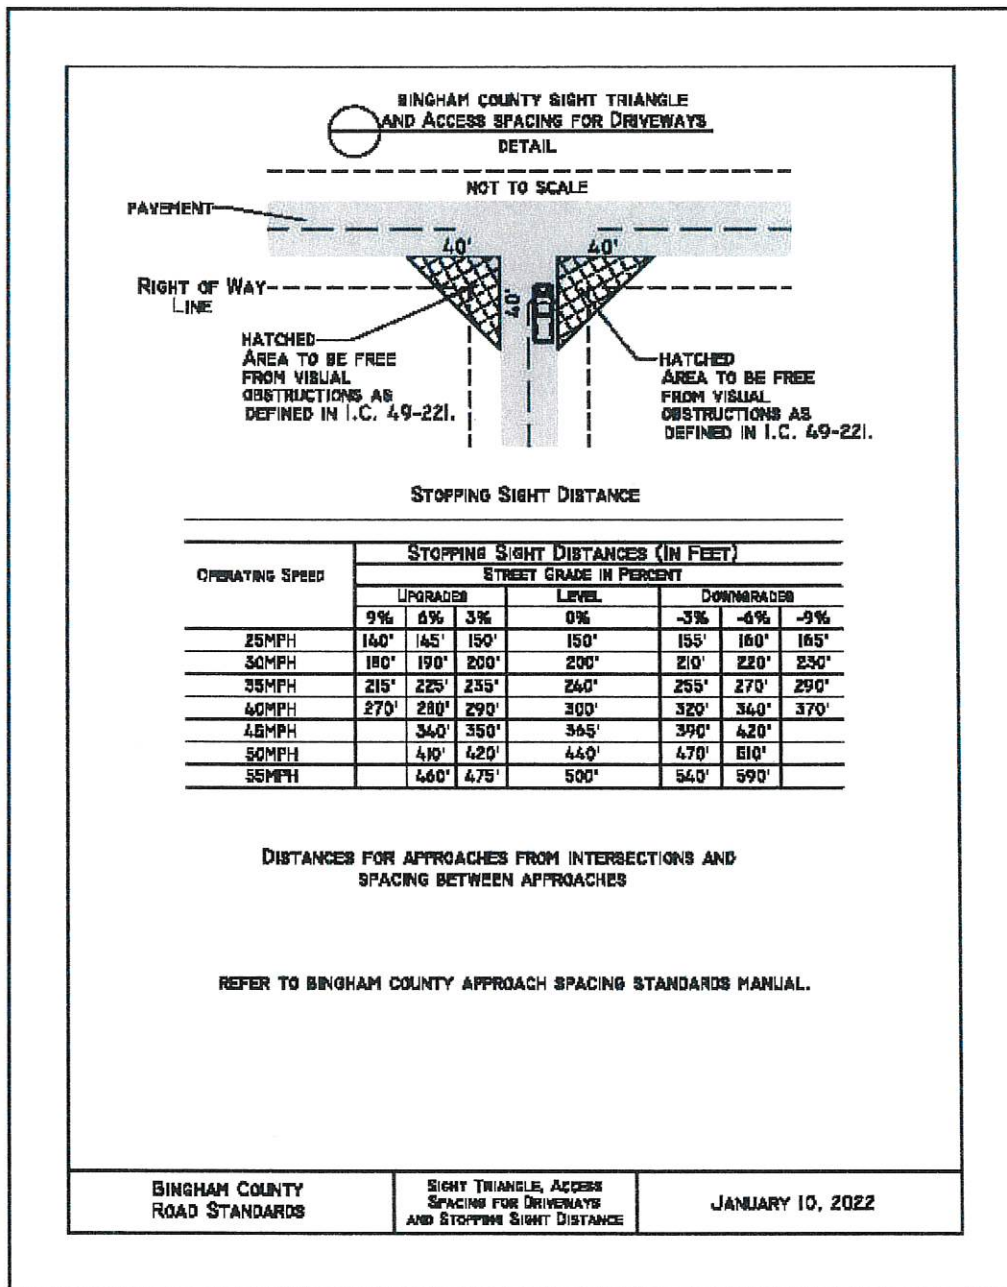 BINGHAM COUNTY SIGHT TRIANGLE
AND ACCESS SPACING FOR DRIVEWAYS
DETAIL
NOT TO SCALE
PAVEMENT
40'
40'
40'
RIGHT OF WAY
LINE
HATCHED
AREA TO BE FREE
FROM VISUAL
OBSTRUCTIONS AS
DEFINED IN I.C. 49-221.
HATCHED
AREA TO BE FREE
FROM VISUAL
OBSTRUCTIONS AS
DEFINED IN I.C. 49-221.
STOPPING SIGHT DISTANCE
STOPPING SIGHT DISTANCES (IN FEET)
OPERATING SPEED
STREET GRADE IN PERCENT
UPGRADES LEVEL DOWNGRADES
9% 6% 3% 0% -3% -6% -9%
25MPH 140' 145' 150' 150' 155' 160' 165'
30MPH 180' 190' 200' 200' 210' 220' 230'
35MPH 215' 225' 235' 240' 255' 270' 290'
40MPH 270' 280' 290' 300' 320' 340' 370'
45MPH 340' 350' 365' 390' 420'
50MPH 410' 420' 440' 470' 510'
55MPH 460' 475' 500' 540' 590'
DISTANCES FOR APPROACHES FROM INTERSECTIONS AND
SPACING BETWEEN APPROACHES
REFER TO BINGHAM COUNTY APPROACH SPACING STANDARDS MANUAL.
BINGHAM COUNTY
ROAD STANDARDS
SIGHT TRIANGLE, ACCESS
SPACING FOR DRIVEWAYS
AND STOPPING SIGHT DISTANCE
JANUARY 10, 2022